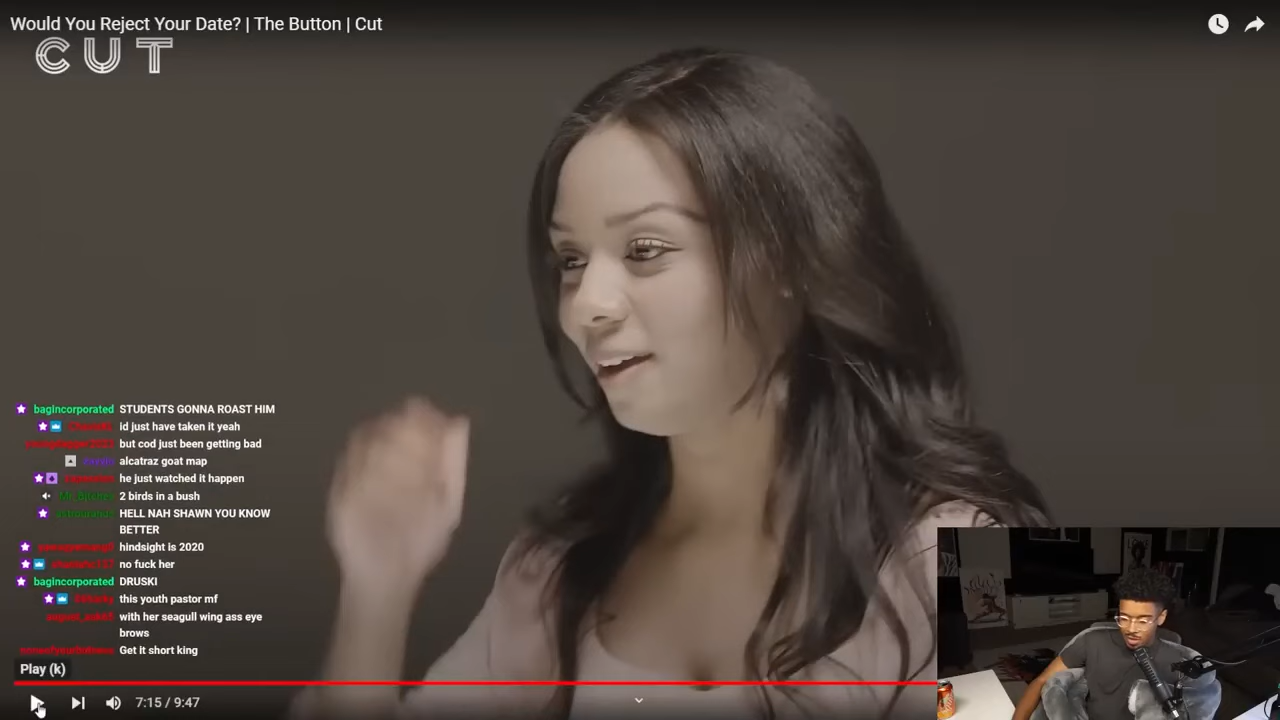 Would You Reject Your Date? | The Button | Cut
CUT
bagincorporated STUDENTS GONNA ROAST HIM
id just have taken it yeah
but cod just been getting bad
alcatraz goat map
he just watched it happen
2 birds in a bush
HELL NAH SHAWN YOU KNOW
BETTER
hindsight is 2020
no fuck her
bagincorporated DRUSKI
this youth pastor mf
with her seagull wing ass eye
brows
Get it short king
Play (k)
7:15 / 9:47